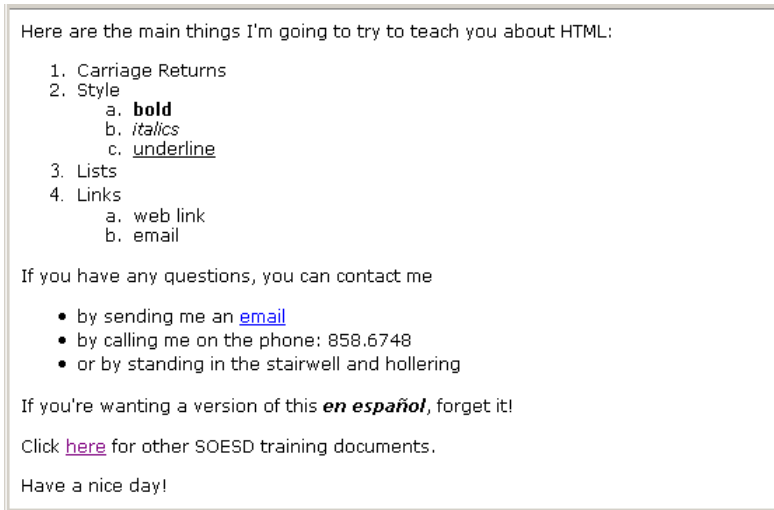 Here are the main things I'm going to try to teach you about HTML:
1. Carriage Returns
2. Style
a. bold
b. italics
c. underline
3. Lists
4. Links
a. web link
b. email
If you have any questions, you can contact me
• by sending me an email
• by calling me on the phone: 858.6748
• or by standing in the stairwell and hollering
If you're wanting a version of this en español, forget it!
Click here for other SOESD training documents.
Have a nice day!